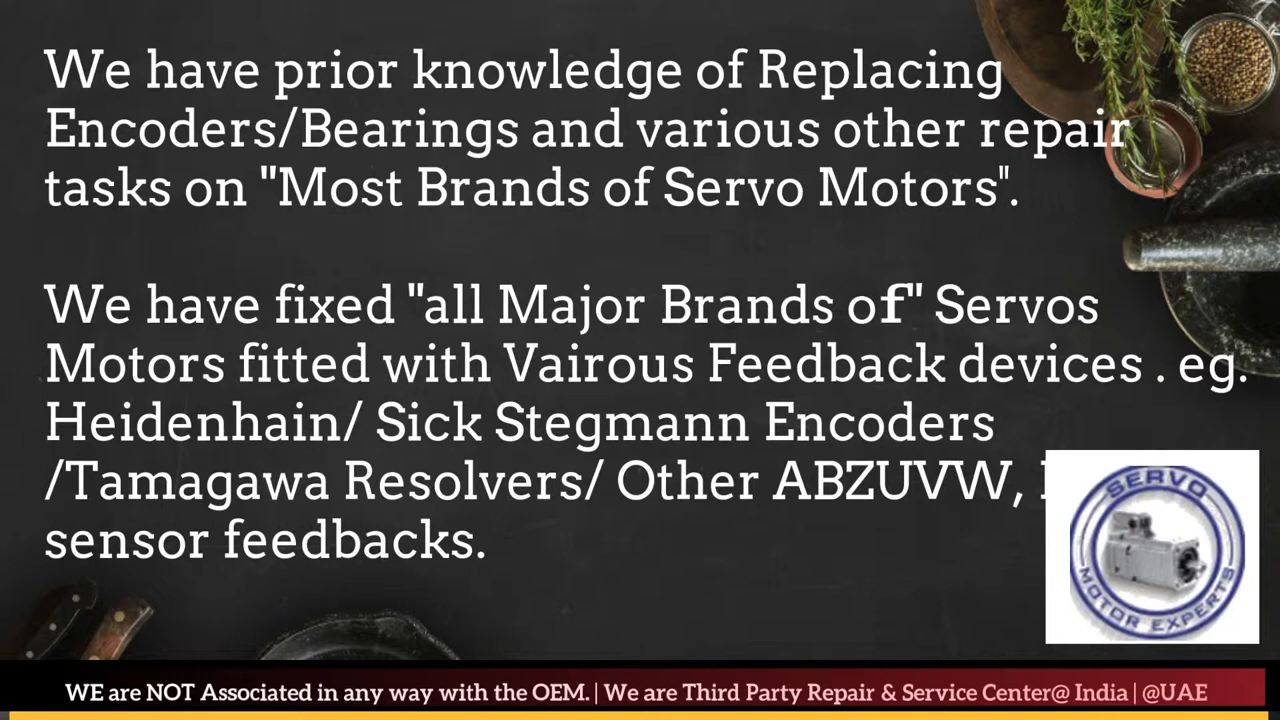 We have prior knowledge of Replacing
Encoders/Bearings and various other repair
tasks on "Most Brands of Servo Motors".
We have fixed "all Major Brands of" Servos
Motors fitted with Vairous Feedback devices . eg.
Heidenhain/ Sick Stegmann Encoders
/Tamagawa Resolvers/ Other ABZUVW,
sensor feedbacks.
SERVO
MOTOR EXPERTS
WE are NOT Associated in any way with the OEM. | We are Third Party Repair & Service Center@ India | @UAE